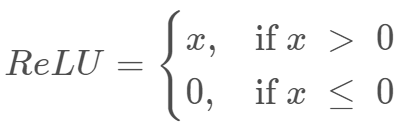 ReLU = { x, if x > 0
0, if x ≤ 0